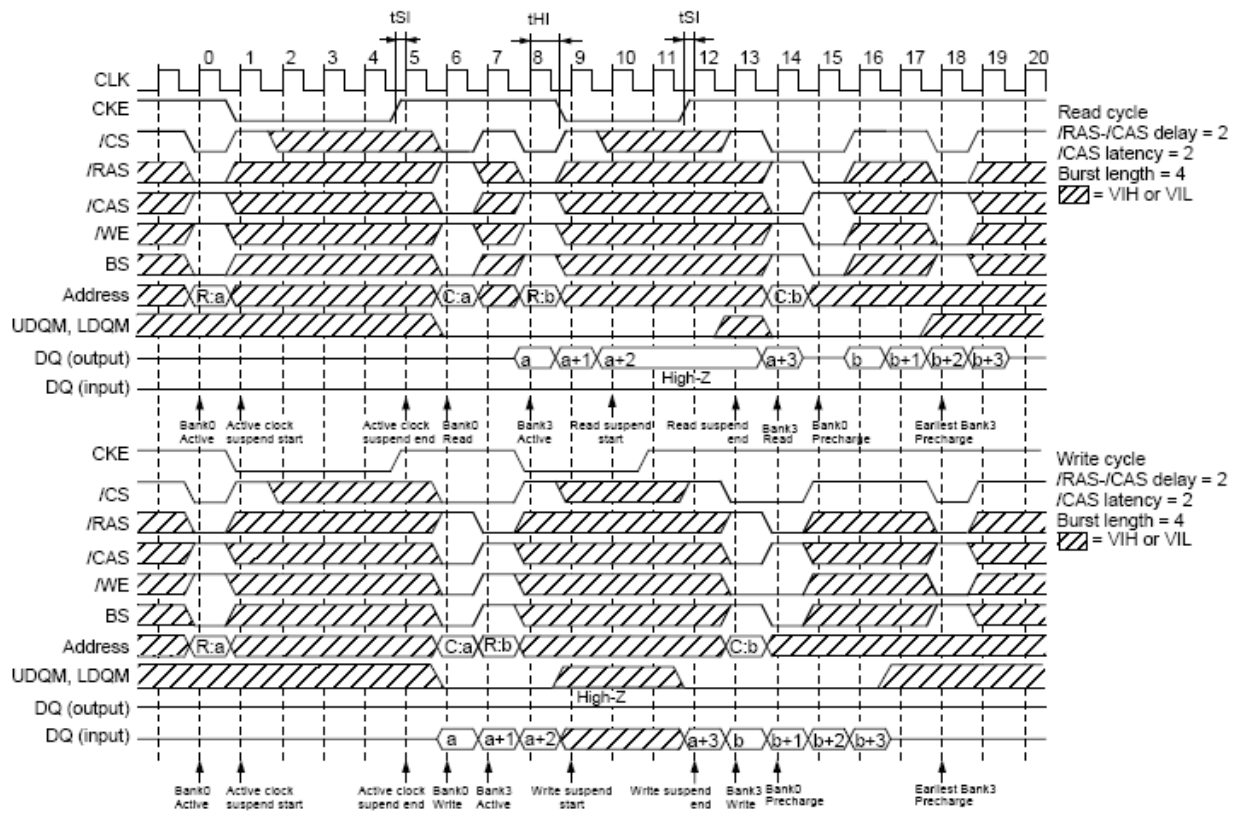 tSI tHI tSI
0 1 2 3 4 5 6 7 8 9 10 11 12 13 14 15 16 17 18 19 20
CLK
CKE
/CS
/RAS
/CAS
/WE
BS
Address R:a C:a R:b C:b
UDQM, LDQM
DQ (output) a a+1 a+2 a+3 b b+1 b+2 b+3
High-Z
DQ (input)
Read cycle
/RAS-/CAS delay = 2
/CAS latency = 2
Burst length = 4
= VIH or VIL
Bank0 Active clock Active clock Bank0 Bank3 Read suspend Read suspend Bank3 Bank0 Earliest Bank3
Active suspend start suspend end Read Active start end Read Precharge Precharge
CKE
/CS
/RAS
/CAS
/WE
BS
Address R:a C:a R:b C:b
UDQM, LDQM
High-Z
DQ (output)
DQ (input) a a+1 a+2 a+3 b b+1 b+2 b+3
Write cycle
/RAS-/CAS delay = 2
/CAS latency = 2
Burst length = 4
= VIH or VIL
Bank0 Active clock Active clock Bank0 Bank3 Write suspend Write suspend Bank3 Bank0 Earliest Bank3
Active suspend start supend end Write Active start end Write Precharge Precharge